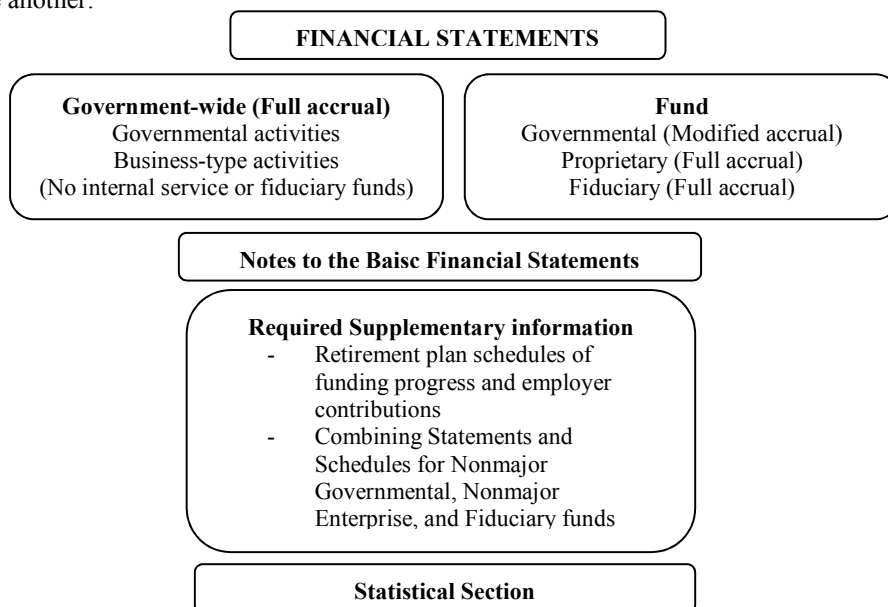 another:
FINANCIAL STATEMENTS
Government-wide (Full accrual)
Governmental activities
Business-type activities
(No internal service or fiduciary funds)
Fund
Governmental (Modified accrual)
Proprietary (Full accrual)
Fiduciary (Full accrual)
Notes to the Baisc Financial Statements
Required Supplementary information
- Retirement plan schedules of
funding progress and employer
contributions
- Combining Statements and
Schedules for Nonmajor
Governmental, Nonmajor
Enterprise, and Fiduciary funds
Statistical Section